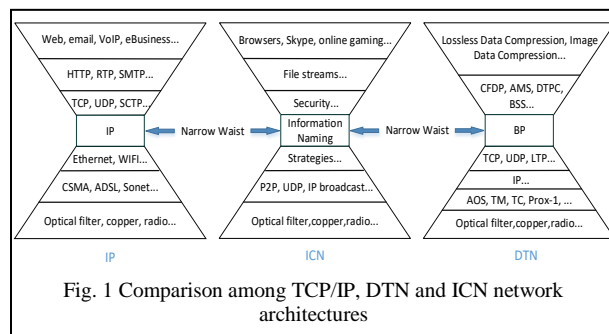 Web, email, VoIP, eBusiness...
HTTP, RTP, SMTP...
TCP, UDP, SCTP...
IP
Ethernet, WIFI...
CSMA, ADSL, Sonet...
Optical filter, copper, radio...
IP
Narrow Waist
Browsers, Skype, online gaming...
File streams...
Security...
Information
Naming
Strategies...
P2P, UDP, IP broadcast...
Optical filter,copper,radio...
ICN
Narrow Waist
Lossless Data Compression, Image
Data Compression...
CFDP, AMS, DTPC,
BSS...
BP
TCP, UDP, LTP...
IP...
AOS, TM, TC, Prox-1, ...
Optical filter,copper,radio...
DTN
Fig. 1 Comparison among TCP/IP, DTN and ICN network
architectures